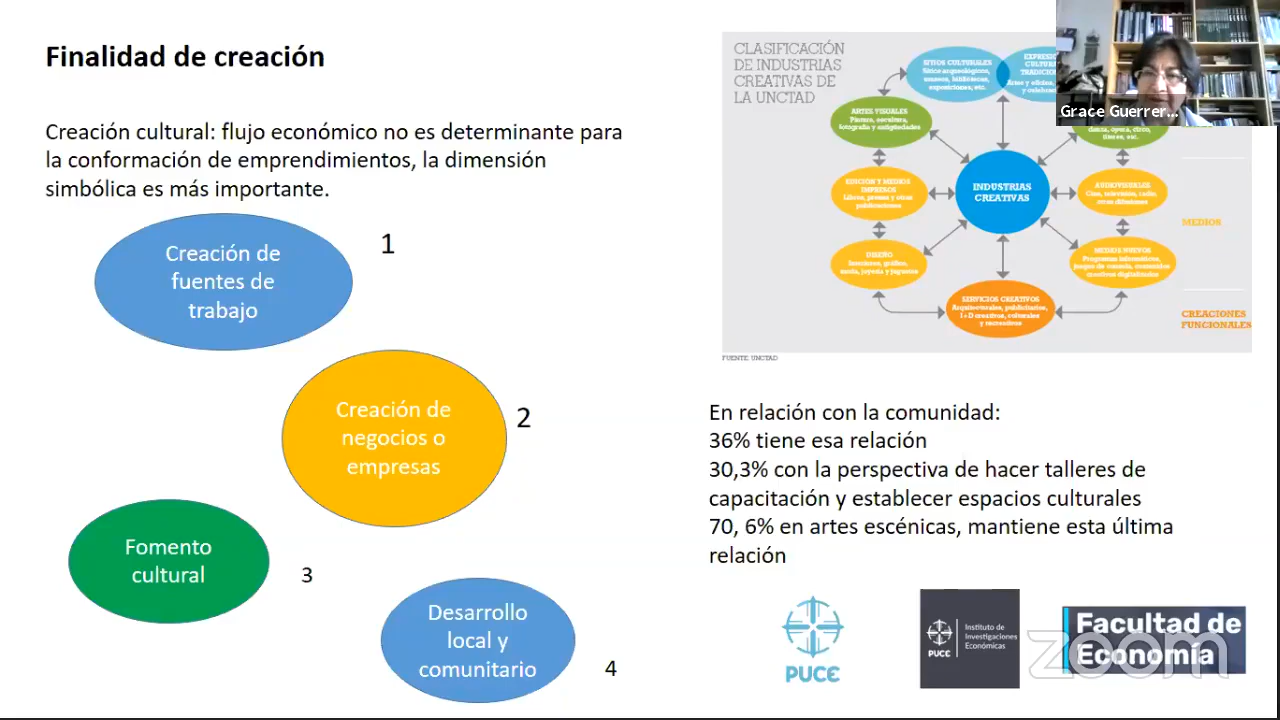 Finalidad de creación
Creación cultural: flujo económico no es determinante para
la conformación de emprendimientos, la dimensión
simbólica es más importante.
Creación de
fuentes de
trabajo
1
Creación de
negocios o
empresas
2
Fomento
cultural
3
Desarrollo
local y
comunitario
4
CLASIFICACIÓN
DE INDUSTRIAS
CREATIVAS DE
LA UNCTAD
SITIOS CULTURALES
Sitios arqueológicos,
museos, bibliotecas,
exposiciones, etc.
ARTES VISUALES
Pintura, escultura,
fotografía y antigüedades
danza, ópera, circo,
títeres, etc.
EDICIÓN Y MEDIOS
IMPRESOS
Libros, prensa y otras
publicaciones
INDUSTRIAS
CREATIVAS
AUDIOVISUALES
Cine, televisión, radio,
otras difusiones
MEDIOS
DISEÑO
Interiores, gráfico,
moda, joyería y juguetes
MEDIOS NUEVOS
Programas informáticos,
juegos de consola, contenidos
creativos digitalizados
SERVICIOS CREATIVOS
Arquitecturales, publicitarios,
I+D creativos, culturales
y recreativos
CREACIONES
FUNCIONALES
FUENTE: UNCTAD
Grace Guerrer...
En relación con la comunidad:
36% tiene esa relación
30,3% con la perspectiva de hacer talleres de
capacitación y establecer espacios culturales
70, 6% en artes escénicas, mantiene esta última
relación
PUCE
PUCE
Instituto de
Investigaciones
Económicas
Facultad de
Economía
zoom